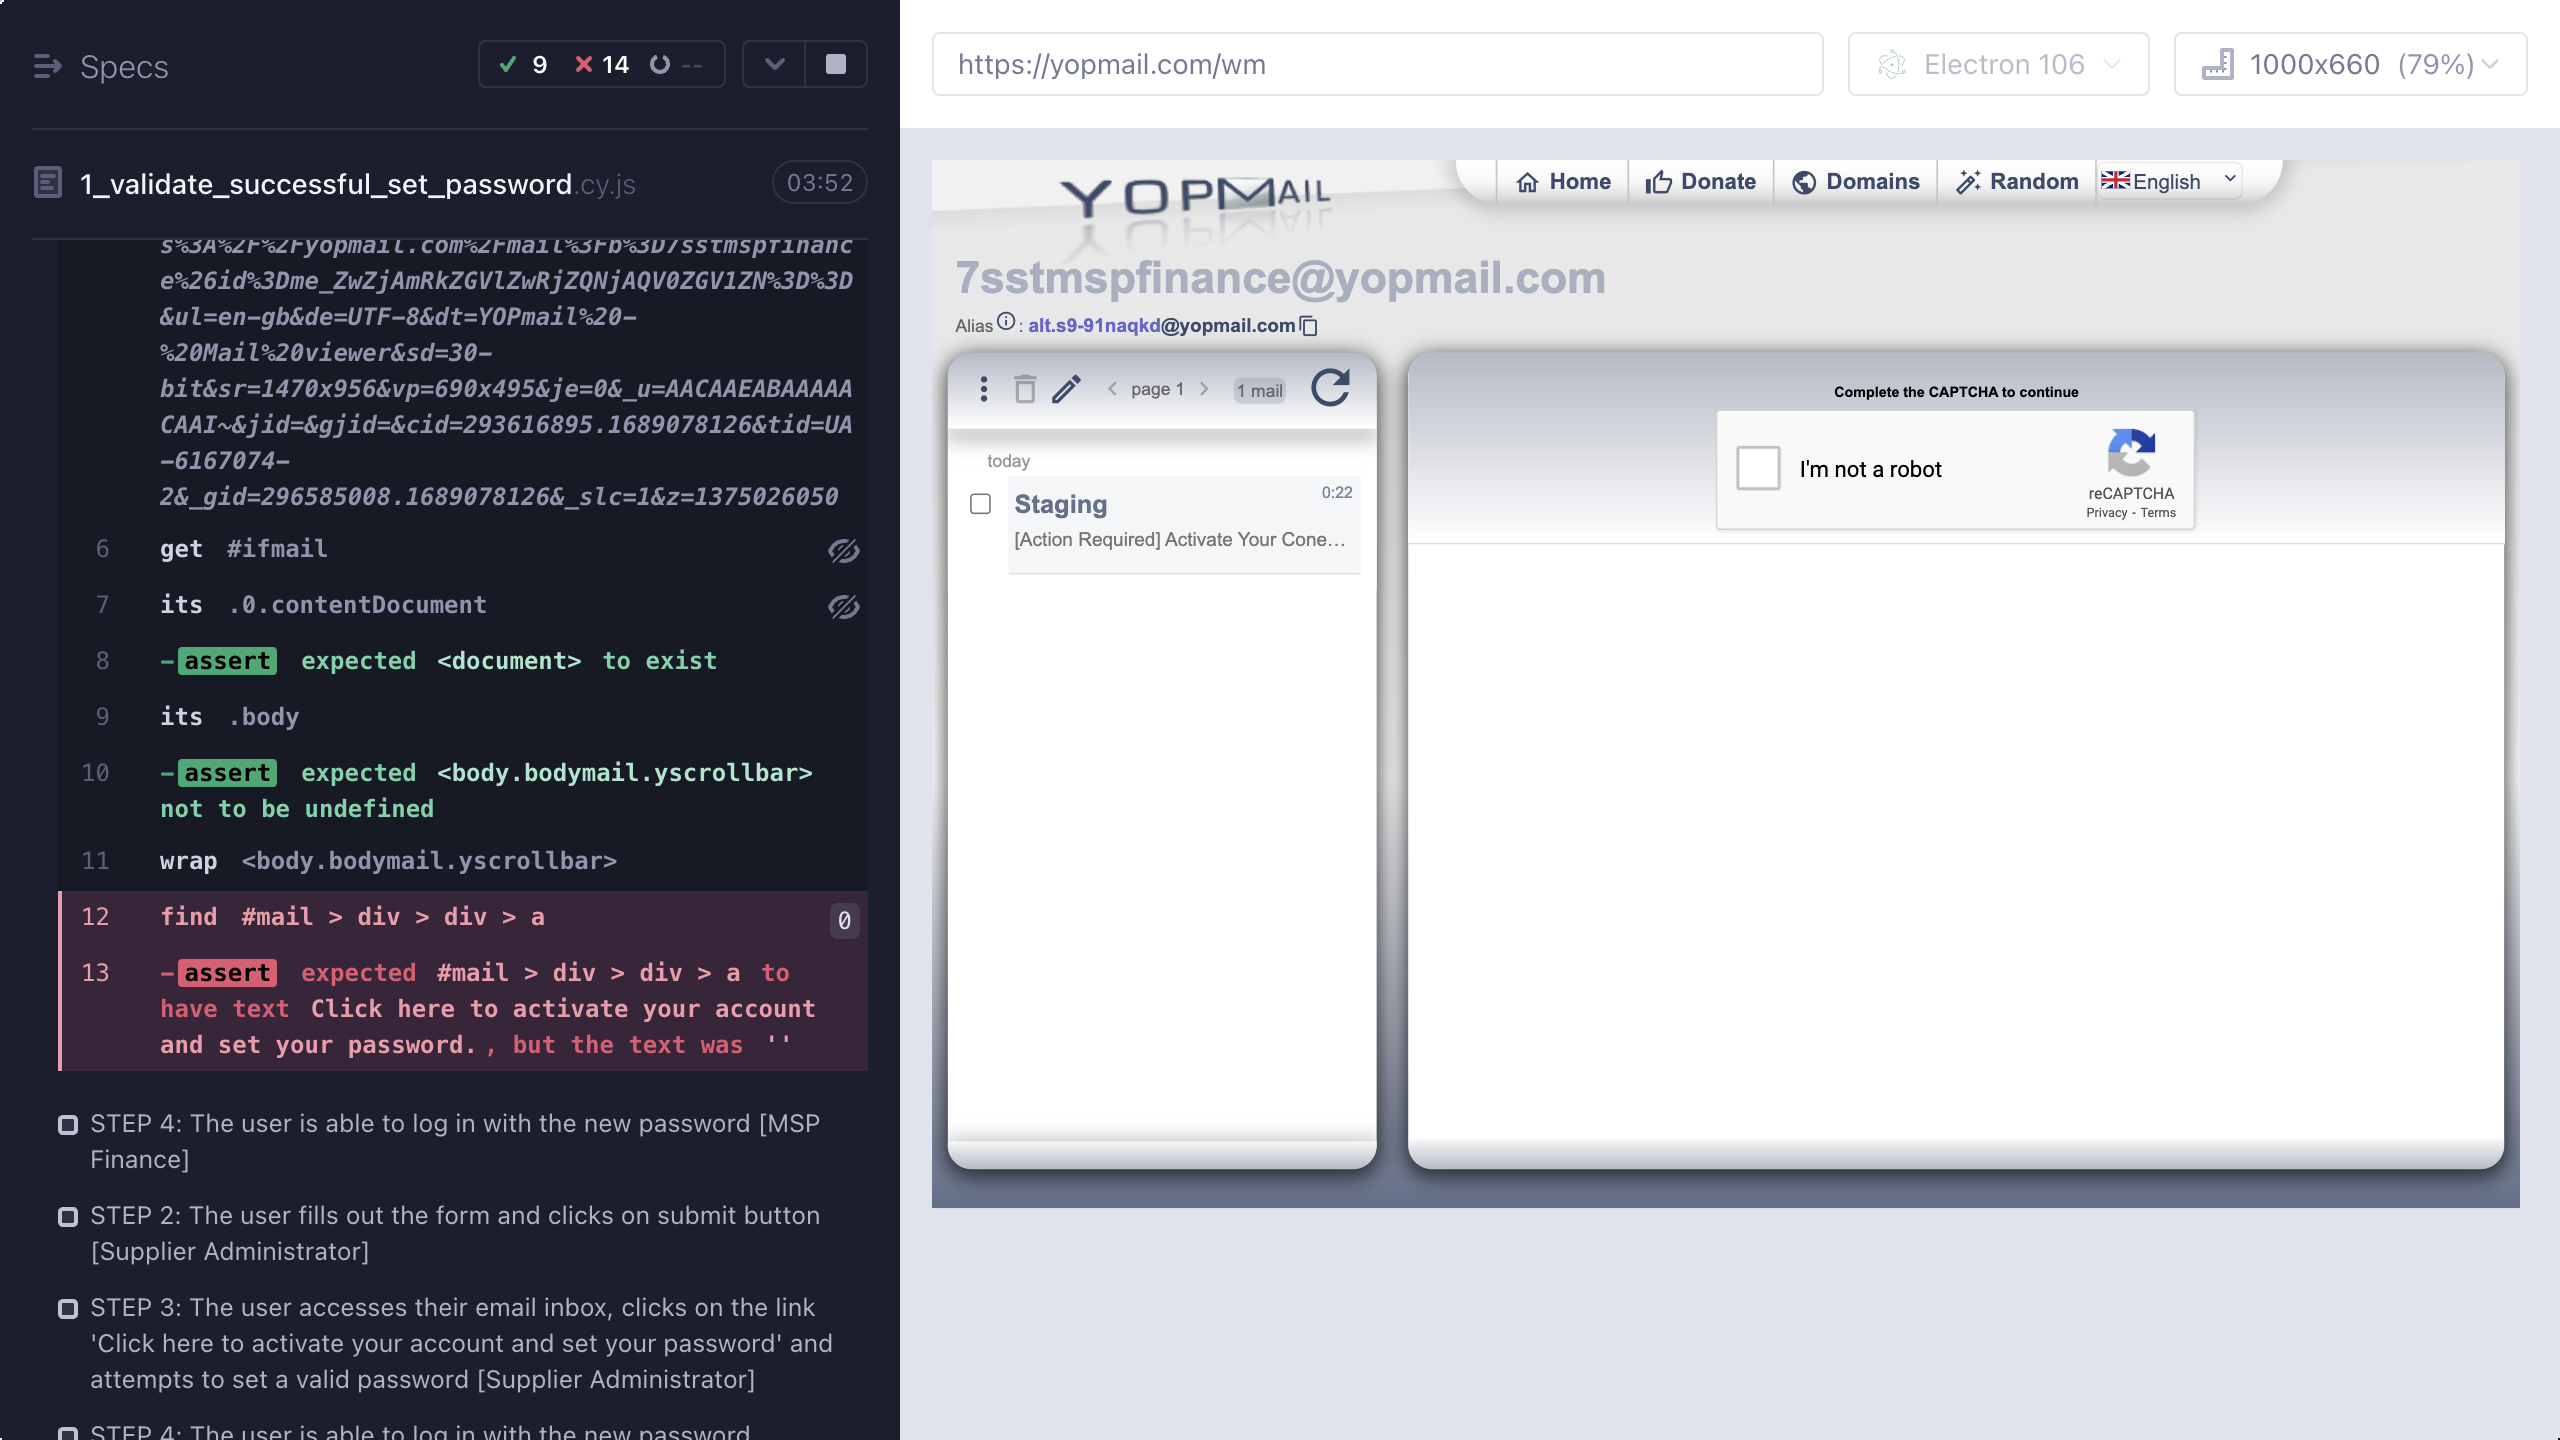 Specs
9 14 --
1_validate_successful_set_password.cy.js 03:52
s%3A%2F%2Fyopmail.com%2Fmail%3Fb%3D7sstmspfinanc
e%26id%3Dme_ZwZjAmRkZGVlZwRjZQNjAQV0ZGV1ZN%3D%3D
&ul=en-gb&de=UTF-8&dt=YOPmail%20-
%20Mail%20viewer&sd=30-
bit&sr=1470x956&vp=690x495&je=0&_u=AACAAEABAAAAA
CAAI~&jid=&gjid=&cid=293616895.1689078126&tid=UA
-6167074-
2&_gid=296585008.1689078126&_slc=1&z=1375026050
6 get #ifmail
7 its .0.contentDocument
8 -assert expected <document> to exist
9 its .body
10 -assert expected <body.bodymail.yscrollbar>
not to be undefined
11 wrap <body.bodymail.yscrollbar>
12 find #mail > div > div > a 0
13 -assert expected #mail > div > div > a to
have text Click here to activate your account
and set your password., but the text was ''
STEP 4: The user is able to log in with the new password [MSP
Finance]
STEP 2: The user fills out the form and clicks on submit button
[Supplier Administrator]
STEP 3: The user accesses their email inbox, clicks on the link
'Click here to activate your account and set your password' and
attempts to set a valid password [Supplier Administrator]
STEP 4: The user is able to log in with the new password
https://yopmail.com/wm
Electron 106
1000x660 (79%)
YOPMAIL
Home
Donate
Domains
Random
English
7sstmspfinance@yopmail.com
Alias : alt.s9-91naqkd@yopmail.com
page 1
1 mail
today
Staging 0:22
[Action Required] Activate Your Cone…
Complete the CAPTCHA to continue
I'm not a robot
reCAPTCHA
Privacy - Terms